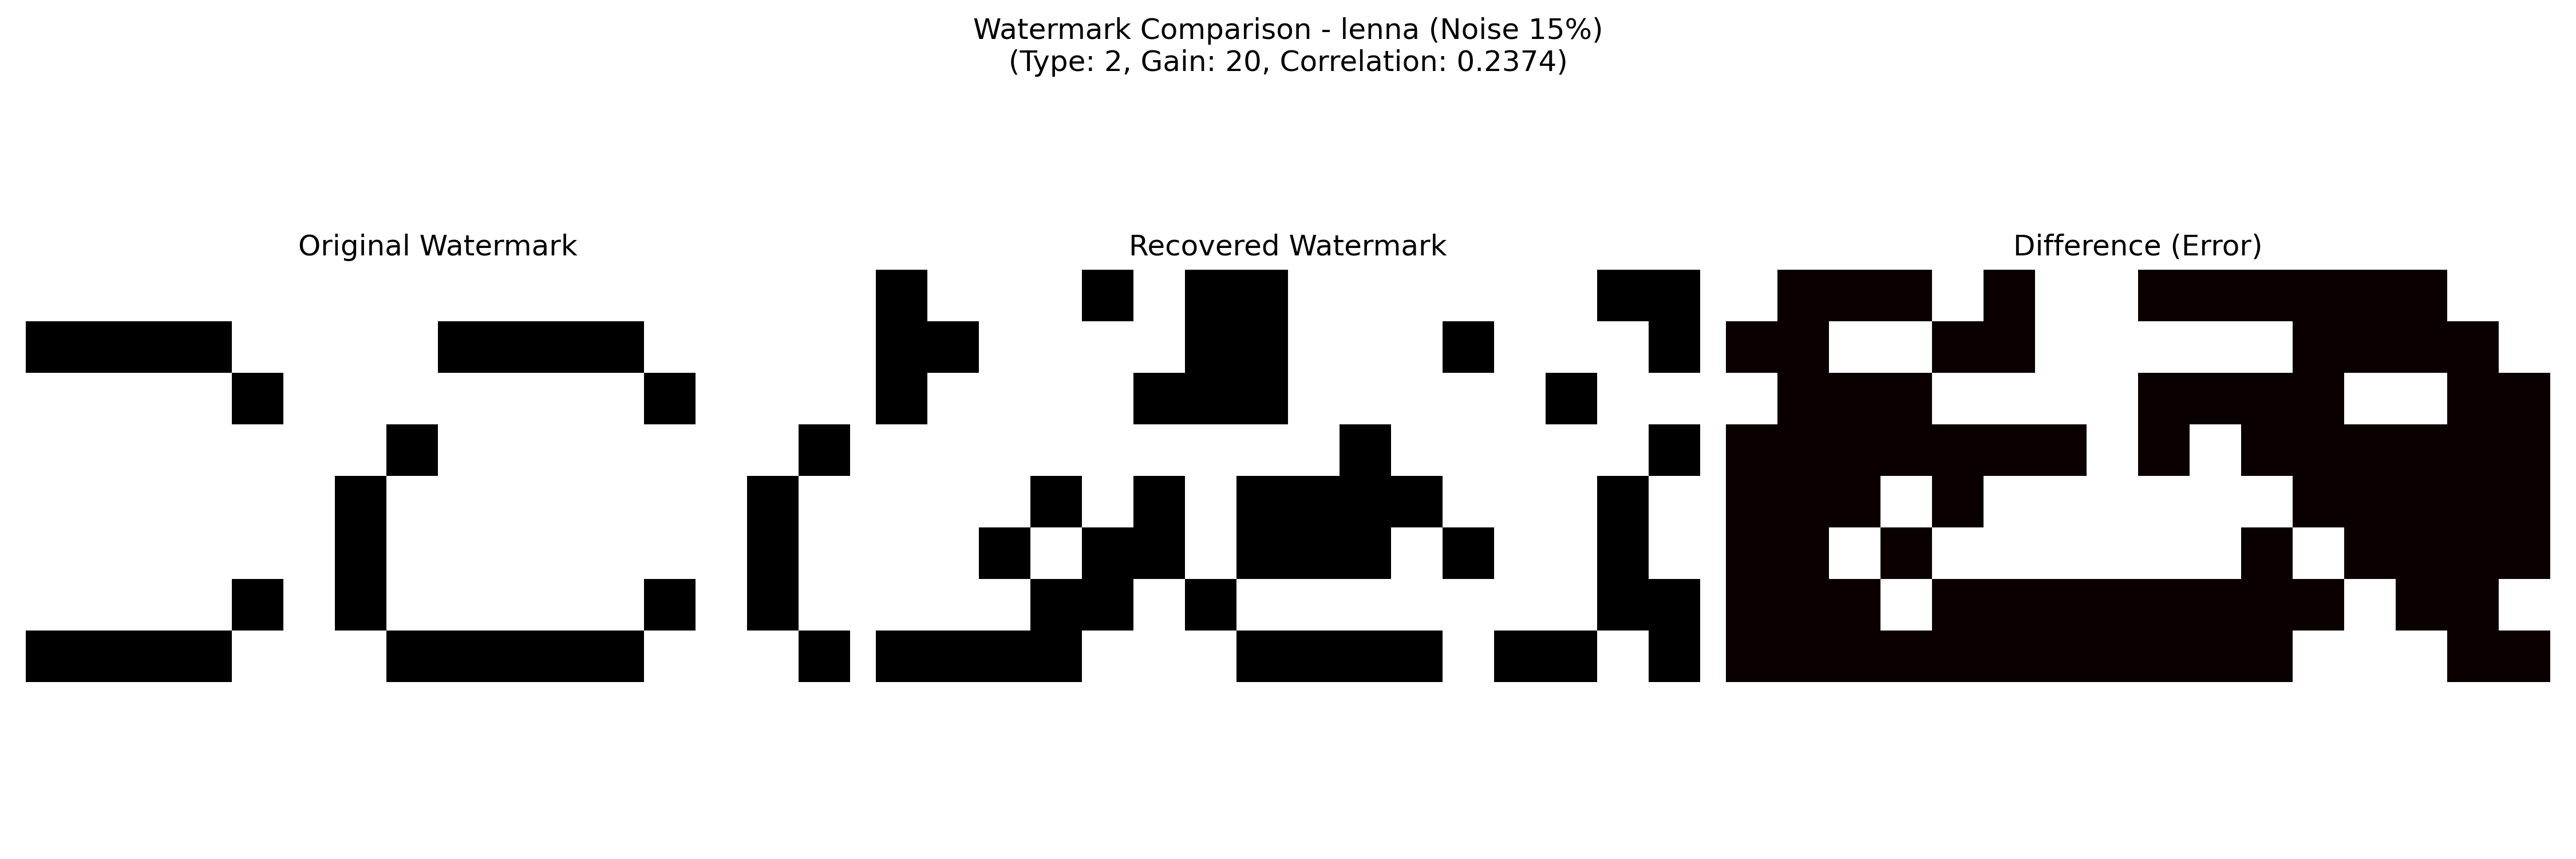 Watermark Comparison - lenna (Noise 15%)
(Type: 2, Gain: 20, Correlation: 0.2374)
Original Watermark
Recovered Watermark
Difference (Error)